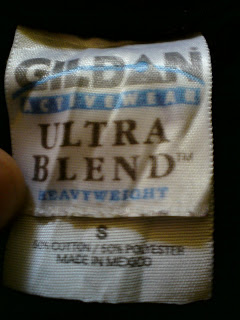 GILDAN
ACTIVEWEAR
ULTRA
BLEND™
HEAVYWEIGHT
S
50% COTTON / 50% POLYESTER
MADE IN MEXICO